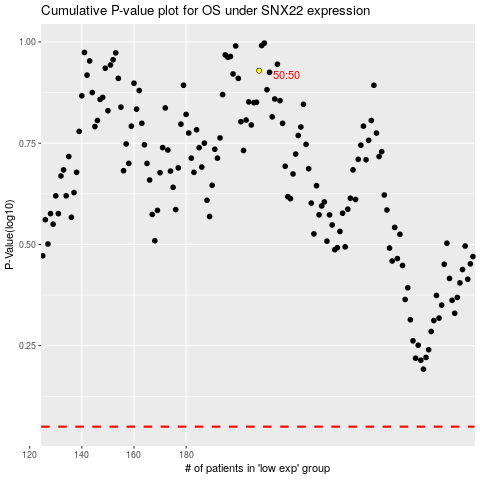 Cumulative P-value plot for OS under SNX22 expression
P-Value(log10)
1.00
0.75
0.50
0.25
50:50
120 140 160 180
# of patients in 'low exp' group